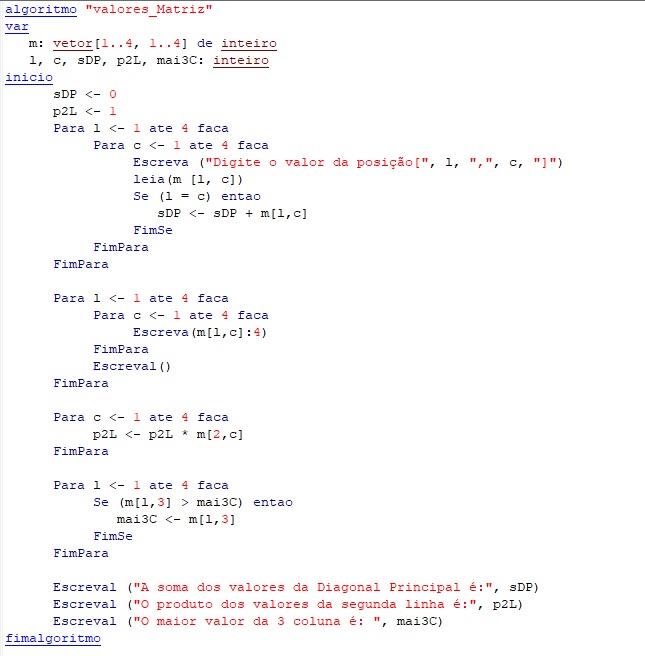 algoritmo "valores_Matriz"
var
   m: vetor[1..4, 1..4] de inteiro
   l, c, sDP, p2L, mai3C: inteiro
inicio
      sDP <- 0
      p2L <- 1
      Para l <- 1 ate 4 faca
           Para c <- 1 ate 4 faca
                Escreva ("Digite o valor da posição[", l, ",", c, "]")
                leia(m [l, c])
                Se (l = c) entao
                   sDP <- sDP + m[l,c]
                FimSe
           FimPara
      FimPara

      Para l <- 1 ate 4 faca
           Para c <- 1 ate 4 faca
                Escreva(m[l,c]:4)
           FimPara
           Escreval()
      FimPara

      Para c <- 1 ate 4 faca
           p2L <- p2L * m[2,c]
      FimPara

      Para l <- 1 ate 4 faca
           Se (m[l,3] > mai3C) entao
              mai3C <- m[l,3]
           FimSe
      FimPara

      Escreval ("A soma dos valores da Diagonal Principal é:", sDP)
      Escreval ("O produto dos valores da segunda linha é:", p2L)
      Escreval ("O maior valor da 3 coluna é: ", mai3C)
fimalgoritmo